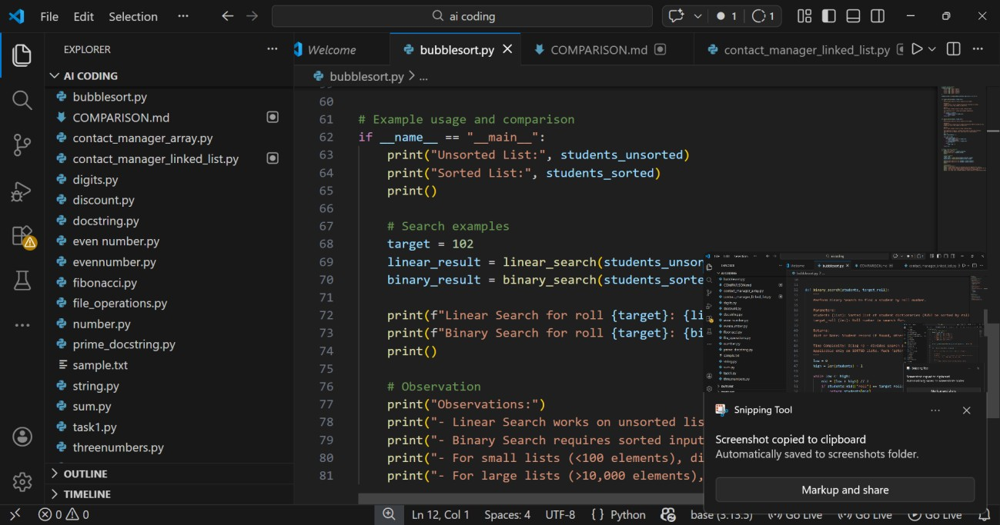 File Edit Selection ... ai coding 1 1
EXPLORER ...
AI CODING
bubblesort.py
COMPARISON.md
contact_manager_array.py
contact_manager_linked_list.py
digits.py
discount.py
docstring.py
even number.py
evennumber.py
fibonacci.py
file_operations.py
number.py
prime_docstring.py
sample.txt
string.py
sum.py
task1.py
threenumbers.py
OUTLINE
TIMELINE
Welcome bubblesort.py COMPARISON.md contact_manager_linked_list.py
bubblesort.py > ...
60
61 # Example usage and comparison
62 if __name__ == "__main__":
63 print("Unsorted List:", students_unsorted)
64 print("Sorted List:", students_sorted)
65 print()
66
67 # Search examples
68 target = 102
69 linear_result = linear_search(students_unsor
70 binary_result = binary_search(students_sorte
71
72 print(f"Linear Search for roll {target}: {li
73 print(f"Binary Search for roll {target}: {bi
74 print()
75
76 # Observation
77 print("Observations:")
78 print("- Linear Search works on unsorted lis
79 print("- Binary Search requires sorted input
80 print("- For small lists (<100 elements), di
81 print("- For large lists (>10,000 elements),
Snipping Tool
Screenshot copied to clipboard
Automatically saved to screenshots folder.
Markup and share
0 0 Ln 12, Col 1 Spaces: 4 UTF-8 {} Python base (3.13.5) Go Live Go Live Go Live